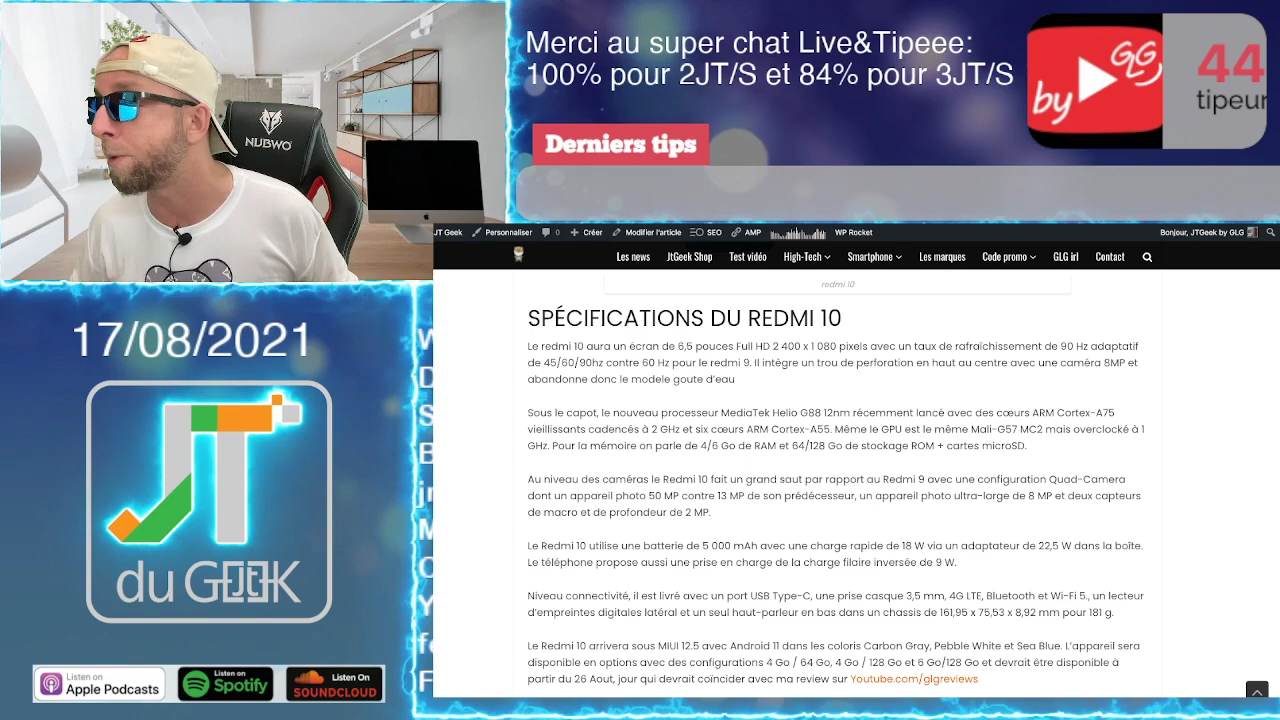 NUBWO
Merci au super chat Live&Tipeee:
100% pour 2JT/S et 84% pour 3JT/S
by GLG
44
tipeur
Derniers tips
JT Geek Personnaliser 0 Créer Modifier l'article SEO AMP WP Rocket Bonjour, JTGeek by GLG
Les news JtGeek Shop Test vidéo High-Tech Smartphone Les marques Code promo GLG irl Contact
redmi 10
SPÉCIFICATIONS DU REDMI 10
Le redmi 10 aura un écran de 6,5 pouces Full HD 2 400 x 1 080 pixels avec un taux de rafraîchissement de 90 Hz adaptatif
de 45/60/90hz contre 60 Hz pour le redmi 9. Il intègre un trou de perforation en haut au centre avec une caméra 8MP et
abandonne donc le modele goute d'eau
Sous le capot, le nouveau processeur MediaTek Helio G88 12nm récemment lancé avec des cœurs ARM Cortex-A75
vieillissants cadencés à 2 GHz et six cœurs ARM Cortex-A55. Même le GPU est le même Mali-G57 MC2 mais overclocké à 1
GHz. Pour la mémoire on parle de 4/6 Go de RAM et 64/128 Go de stockage ROM + cartes microSD.
Au niveau des caméras le Redmi 10 fait un grand saut par rapport au Redmi 9 avec une configuration Quad-Camera
dont un appareil photo 50 MP contre 13 MP de son prédécesseur, un appareil photo ultra-large de 8 MP et deux capteurs
de macro et de profondeur de 2 MP.
Le Redmi 10 utilise une batterie de 5 000 mAh avec une charge rapide de 18 W via un adaptateur de 22,5 W dans la boîte.
Le téléphone propose aussi une prise en charge de la charge filaire inversée de 9 W.
Niveau connectivité, il est livré avec un port USB Type-C, une prise casque 3,5 mm, 4G LTE, Bluetooth et Wi-Fi 5., un lecteur
d'empreintes digitales latéral et un seul haut-parleur en bas dans un chassis de 161,95 x 75,53 x 8,92 mm pour 181 g.
Le Redmi 10 arrivera sous MIUI 12.5 avec Android 11 dans les coloris Carbon Gray, Pebble White et Sea Blue. L'appareil sera
disponible en options avec des configurations 4 Go / 64 Go, 4 Go / 128 Go et 6 Go/128 Go et devrait être disponible à
partir du 26 Aout, jour qui devrait coïncider avec ma review sur Youtube.com/glgreviews
17/08/2021
JT
du GEEK
Listen on
Apple Podcasts
Listen on
Spotify
Listen On
SOUNDCLOUD